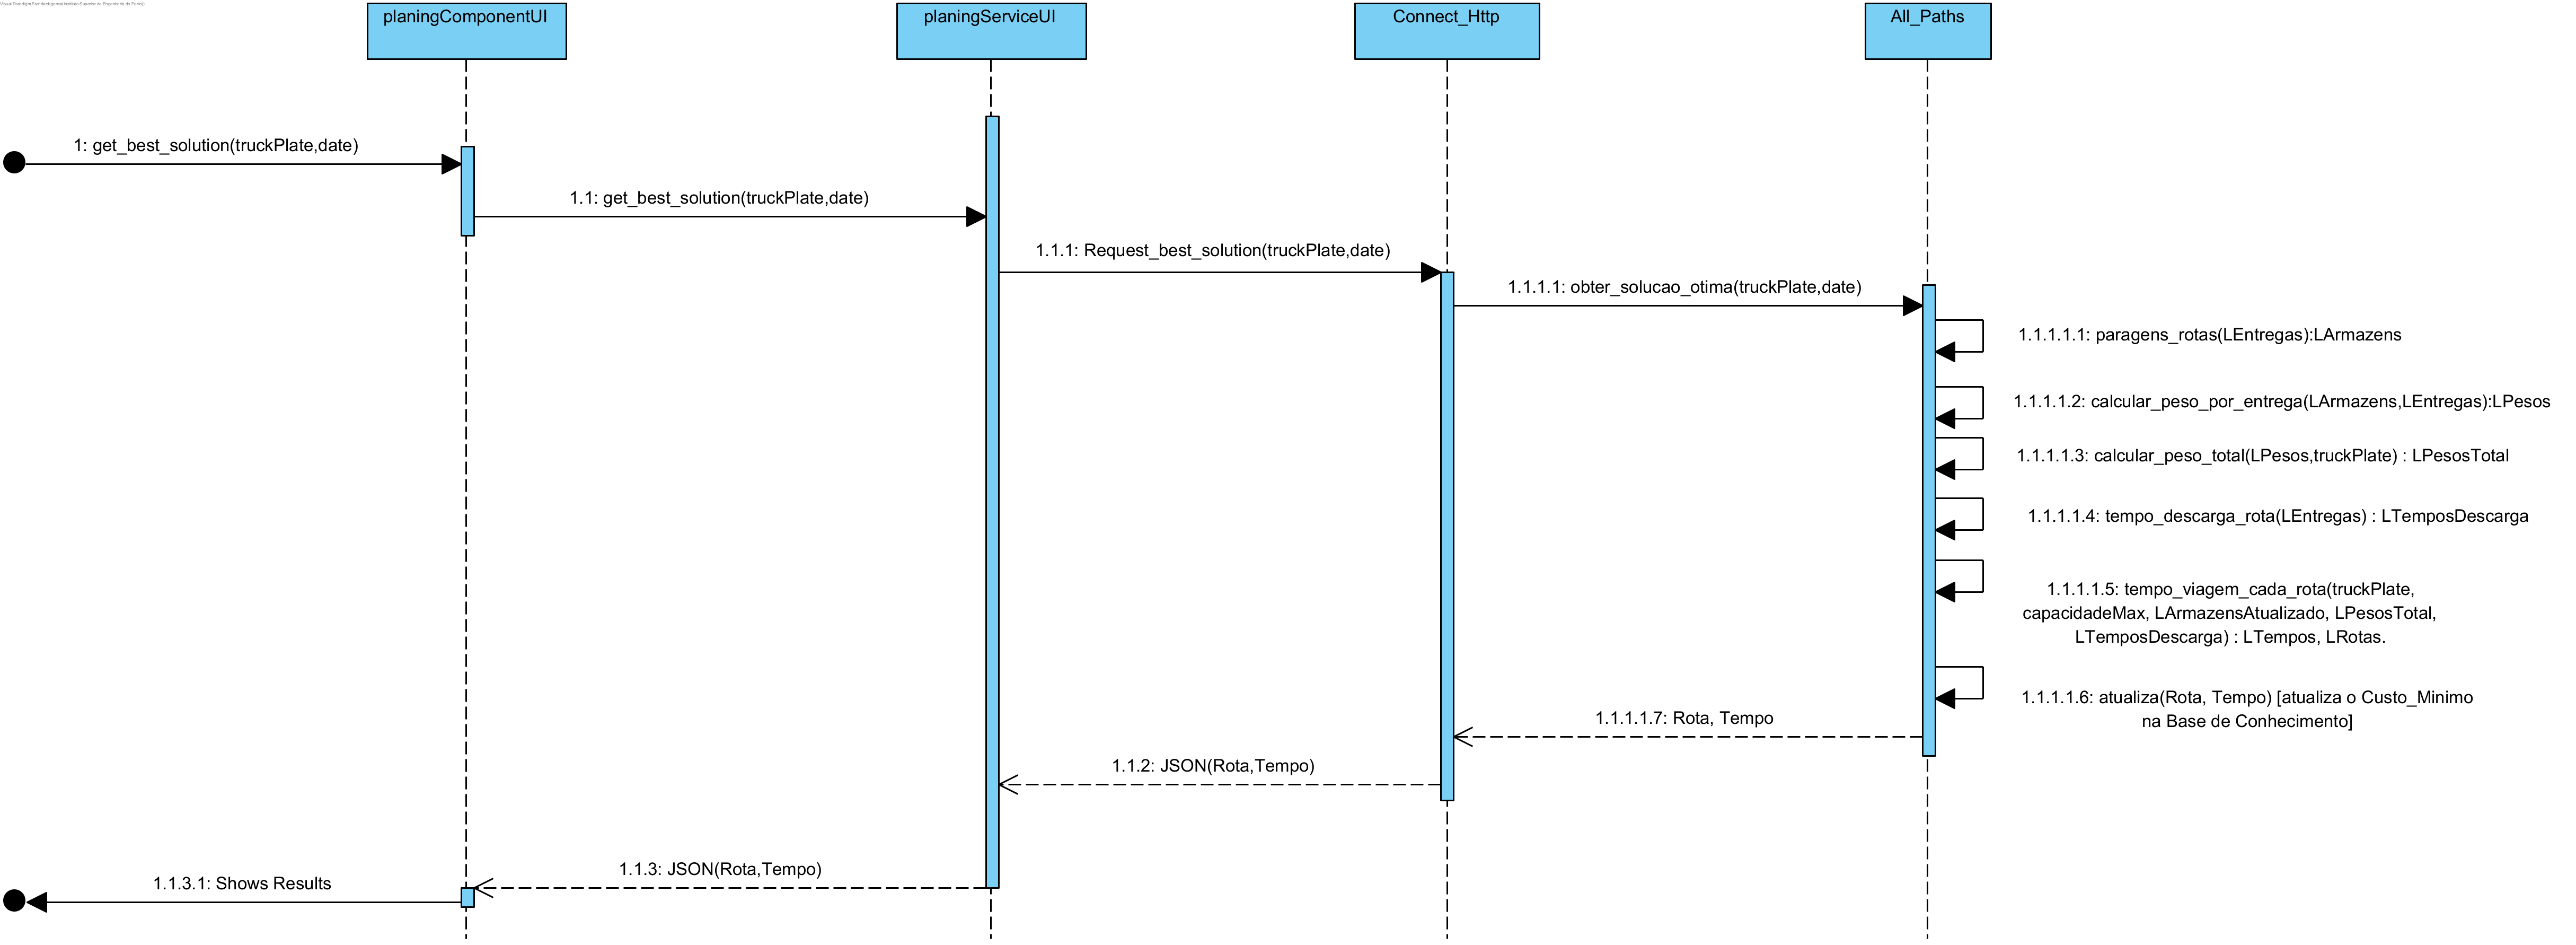 Visual Paradigm Standard(gonca(Instituto Superior de Engenharia do Porto))
planingComponentUI
planingServiceUI
Connect_Http
All_Paths
1: get_best_solution(truckPlate,date)
1.1: get_best_solution(truckPlate,date)
1.1.1: Request_best_solution(truckPlate,date)
1.1.1.1: obter_solucao_otima(truckPlate,date)
1.1.1.1.1: paragens_rotas(LEntregas):LArmazens
1.1.1.1.2: calcular_peso_por_entrega(LArmazens,LEntregas):LPesos
1.1.1.1.3: calcular_peso_total(LPesos,truckPlate) : LPesosTotal
1.1.1.1.4: tempo_descarga_rota(LEntregas) : LTemposDescarga
1.1.1.1.5: tempo_viagem_cada_rota(truckPlate,
capacidadeMax, LArmazensAtualizado, LPesosTotal,
LTemposDescarga) : LTempos, LRotas.
1.1.1.1.6: atualiza(Rota, Tempo) [atualiza o Custo_Minimo
na Base de Conhecimento]
1.1.1.1.7: Rota, Tempo
1.1.2: JSON(Rota,Tempo)
1.1.3: JSON(Rota,Tempo)
1.1.3.1: Shows Results